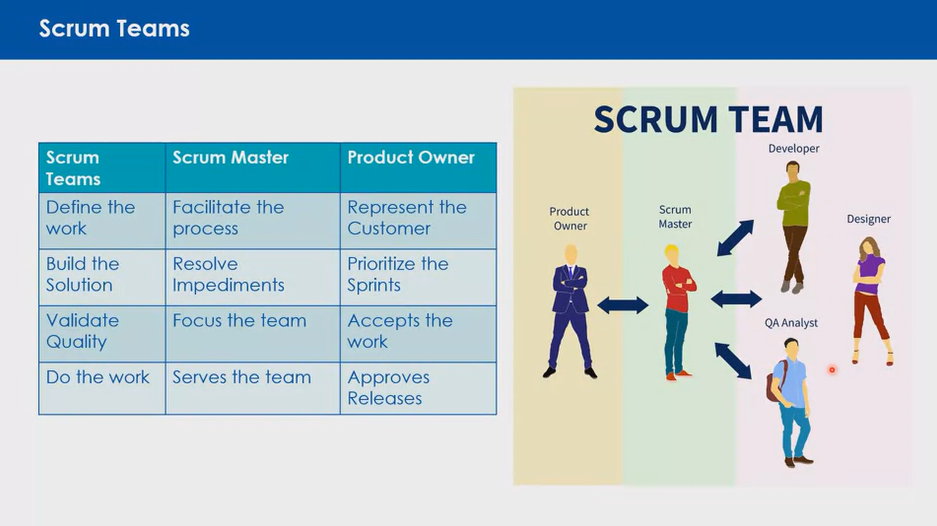 Scrum Teams
Scrum
Teams
Scrum Master
Product Owner
Define the
work
Facilitate the
process
Represent the
Customer
Build the
Solution
Resolve
Impediments
Prioritize the
Sprints
Validate
Quality
Focus the team
Accepts the
work
Do the work
Serves the team
Approves
Releases
SCRUM TEAM
Developer
Product
Owner
Scrum
Master
Designer
QA Analyst